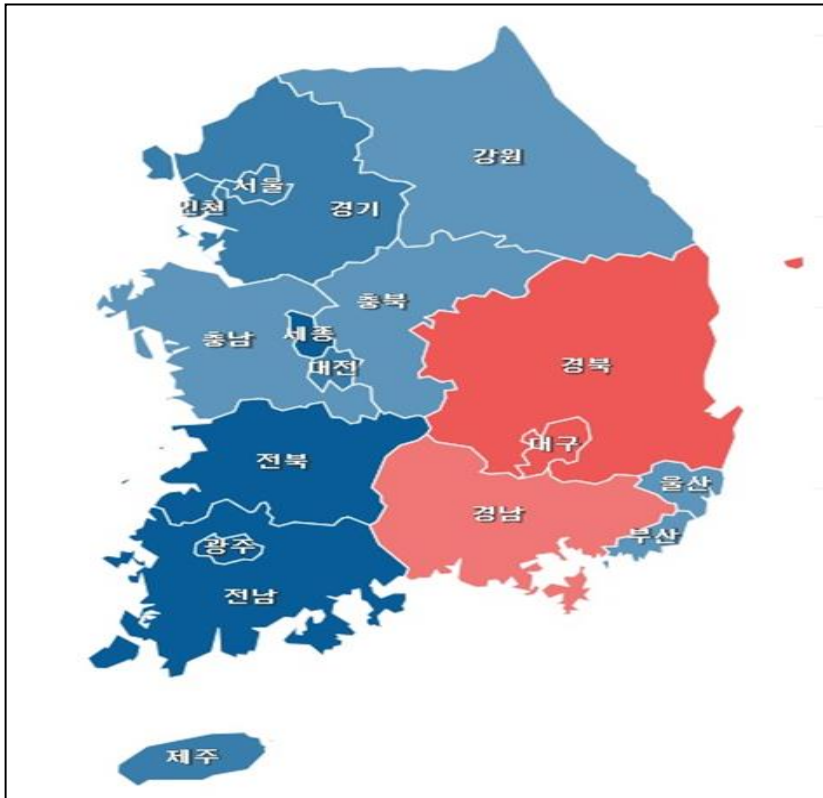 강원
서울
인천
경기
충북
세종
충남
대전
경북
대구
전북
울산
경남
부산
광주
전남
제주